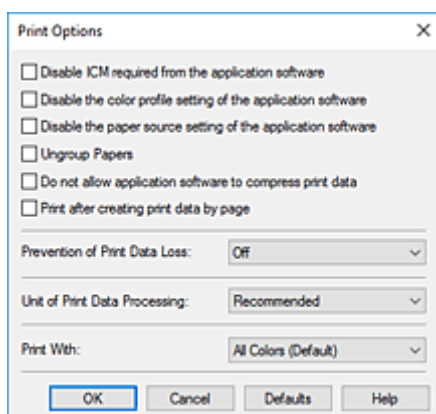 Print Options
Disable ICM required from the application software
Disable the color profile setting of the application software
Disable the paper source setting of the application software
Ungroup Papers
Do not allow application software to compress print data
Print after creating print data by page
Prevention of Print Data Loss: Off
Unit of Print Data Processing: Recommended
Print With: All Colors (Default)
OK Cancel Defaults Help